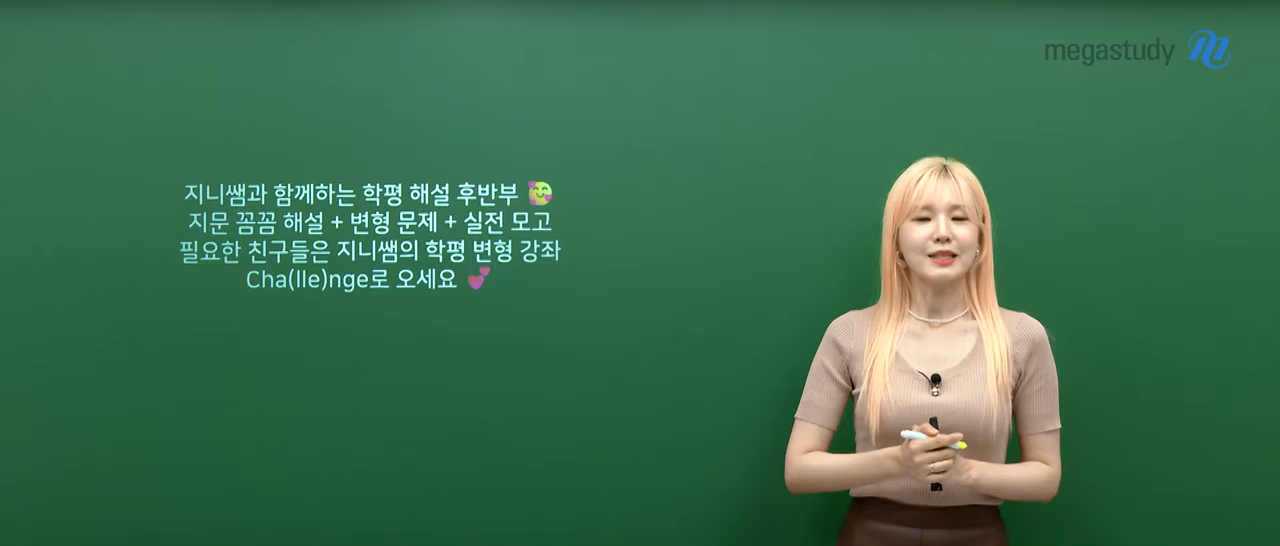 megastudy
지니쌤과 함께하는 학평 해설 후반부 🥰
지문 꼼꼼 해설 + 변형 문제 + 실전 모고
필요한 친구들은 지니쌤의 학평 변형 강좌
Cha(lle)nge로 오세요 💕